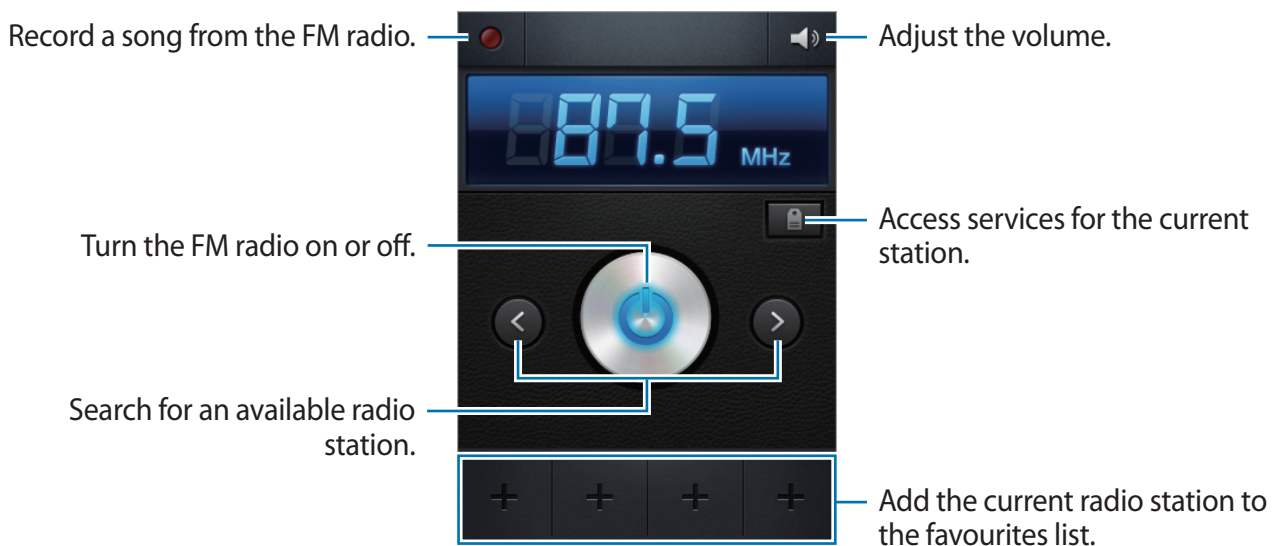 Record a song from the FM radio.
Adjust the volume.
87.5 MHz
Access services for the current
station.
Turn the FM radio on or off.
Search for an available radio
station.
Add the current radio station to
the favourites list.